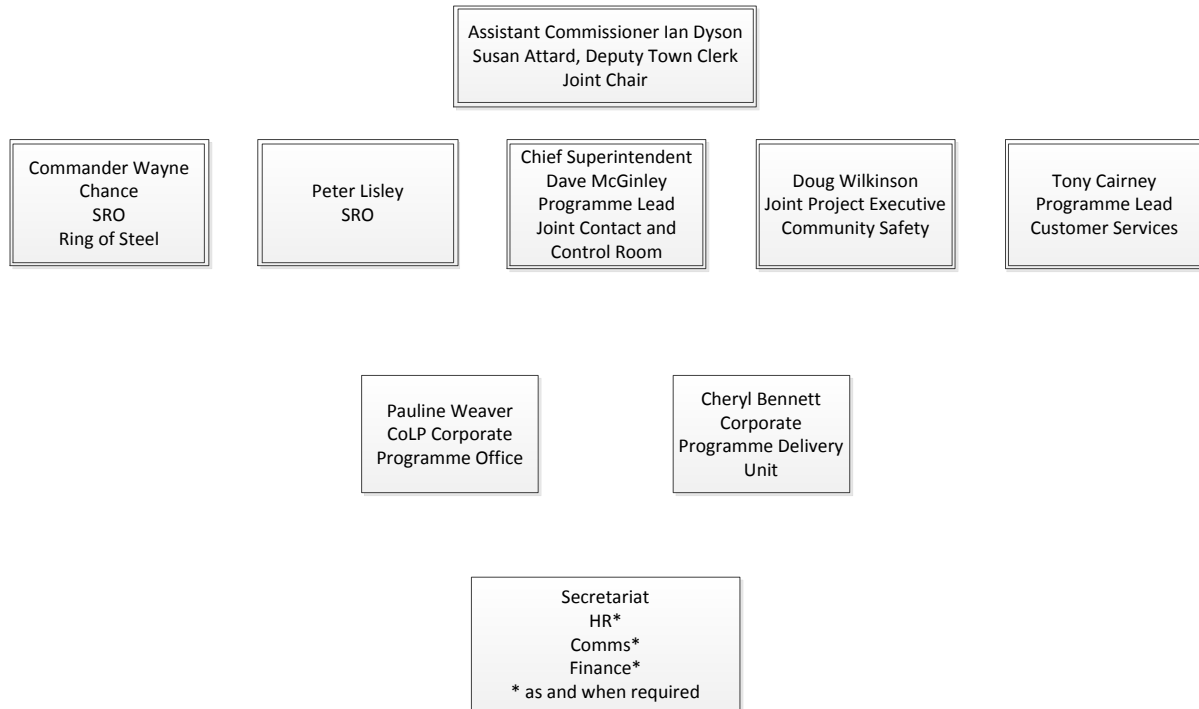 Assistant Commissioner Ian Dyson
Susan Attard, Deputy Town Clerk
Joint Chair
Commander Wayne
Chance
SRO
Ring of Steel
Peter Lisley
SRO
Chief Superintendent
Dave McGinley
Programme Lead
Joint Contact and
Control Room
Doug Wilkinson
Joint Project Executive
Community Safety
Tony Cairney
Programme Lead
Customer Services
Pauline Weaver
CoLP Corporate
Programme Office
Cheryl Bennett
Corporate
Programme Delivery
Unit
Secretariat
HR*
Comms*
Finance*
* as and when required